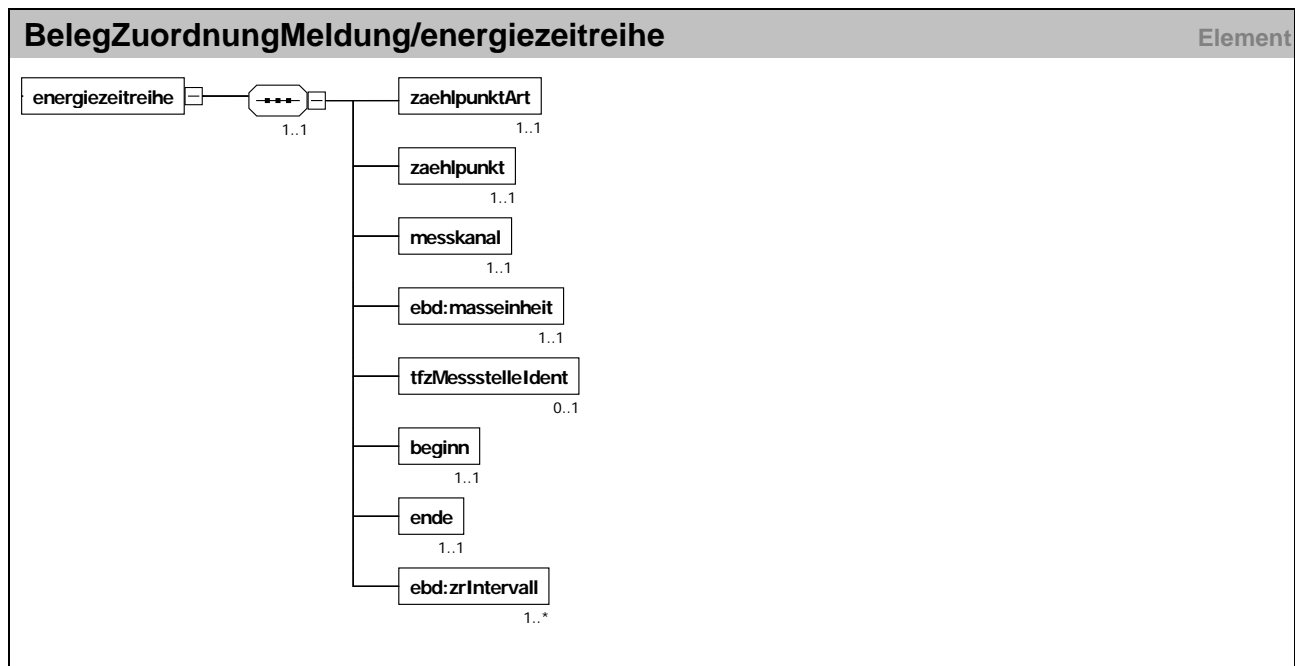 BelegZuordnungMeldung/energiezeitreihe Element
energiezeitreihe
1..1
zaehlpunktArt
1..1
zaehlpunkt
1..1
messkanal
1..1
ebd:masseinheit
1..1
tfzMessstelleIdent
0..1
beginn
1..1
ende
1..1
ebd:zrIntervall
1..*